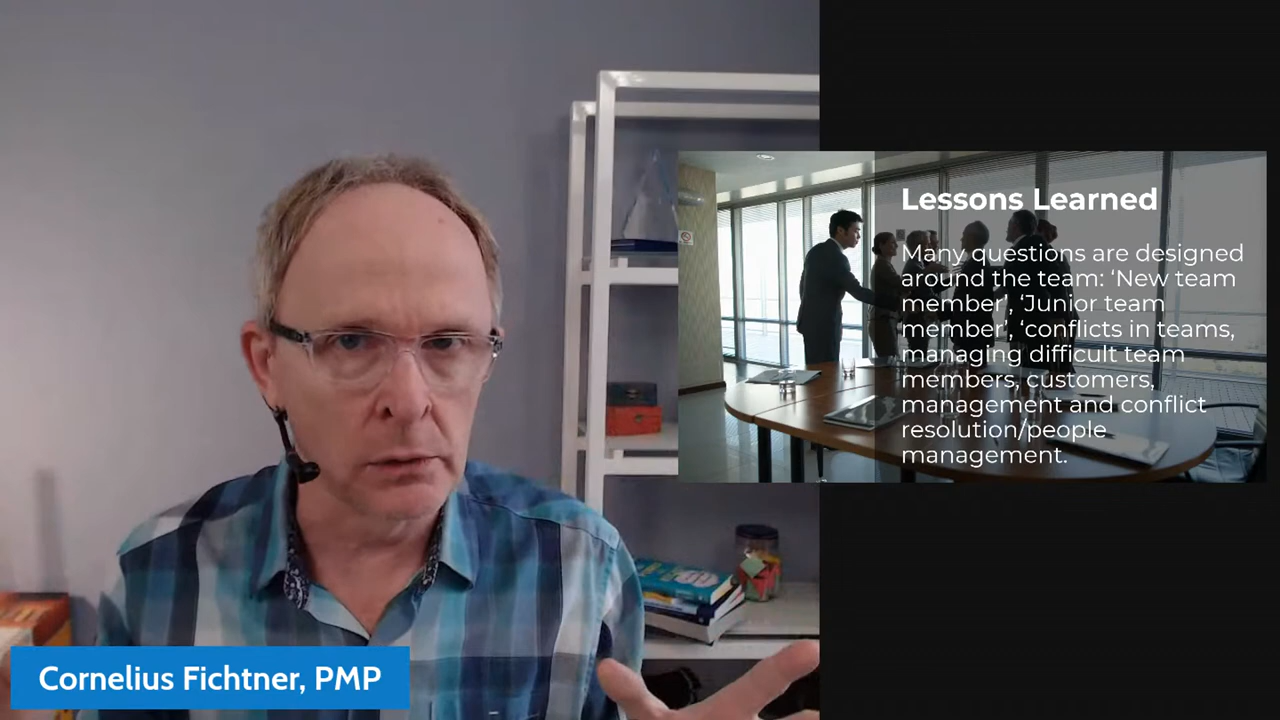 Lessons Learned
Many questions are designed
around the team: ‘New team
member’, ‘Junior team
member’, ‘conflicts in teams,
managing difficult team
members, customers,
management and conflict
resolution/people
management.
Cornelius Fichtner, PMP